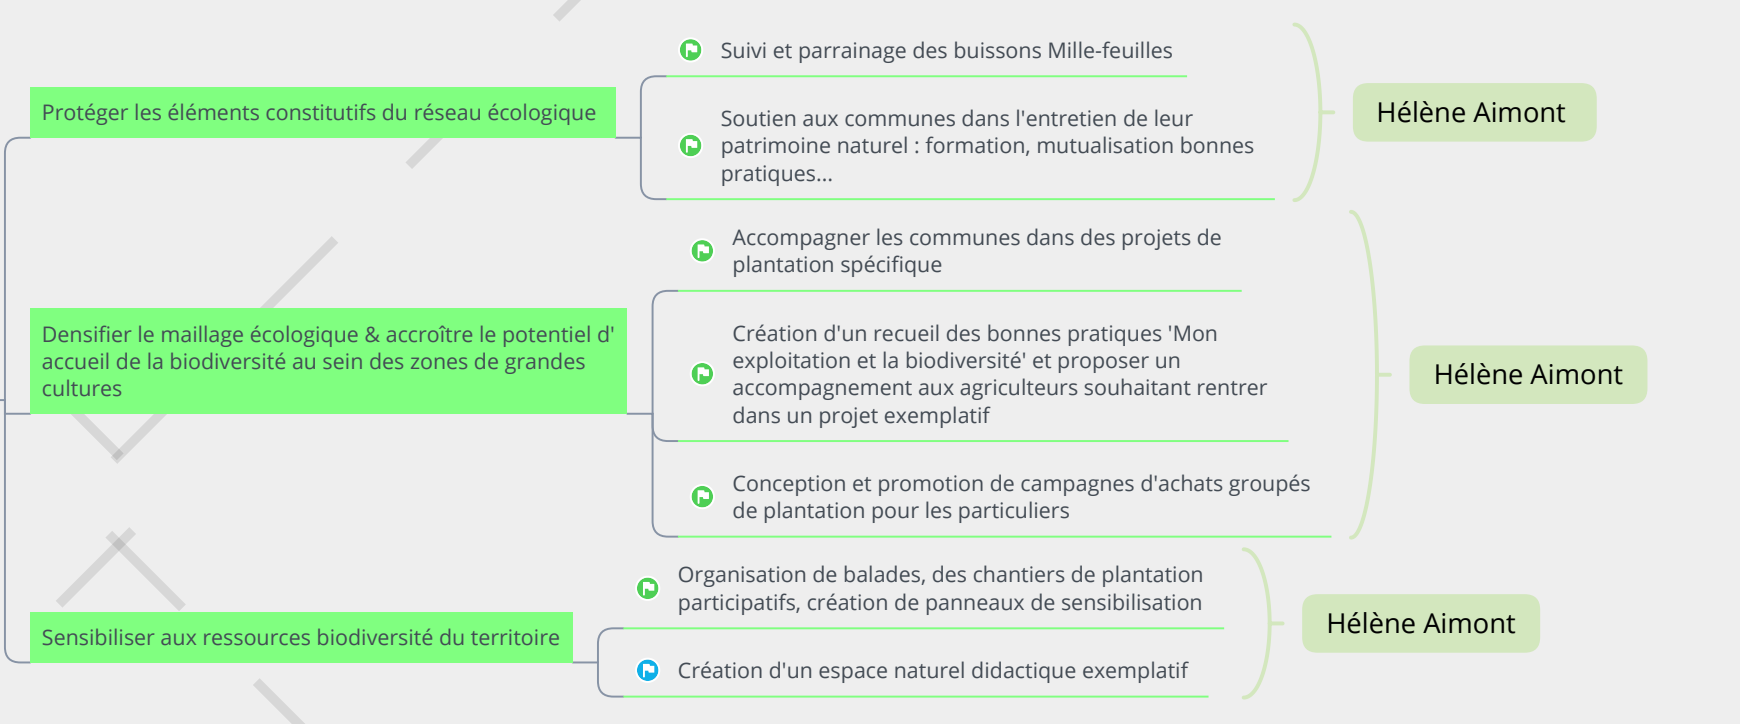 Protéger les éléments constitutifs du réseau écologique
Suivi et parrainage des buissons Mille-feuilles
Soutien aux communes dans l'entretien de leur
patrimoine naturel : formation, mutualisation bonnes
pratiques...
Hélène Aimont
Densifier le maillage écologique & accroître le potentiel d'
accueil de la biodiversité au sein des zones de grandes
cultures
Accompagner les communes dans des projets de
plantation spécifique
Création d'un recueil des bonnes pratiques 'Mon
exploitation et la biodiversité' et proposer un
accompagnement aux agriculteurs souhaitant rentrer
dans un projet exemplatif
Conception et promotion de campagnes d'achats groupés
de plantation pour les particuliers
Hélène Aimont
Sensibiliser aux ressources biodiversité du territoire
Organisation de balades, des chantiers de plantation
participatifs, création de panneaux de sensibilisation
Création d'un espace naturel didactique exemplatif
Hélène Aimont